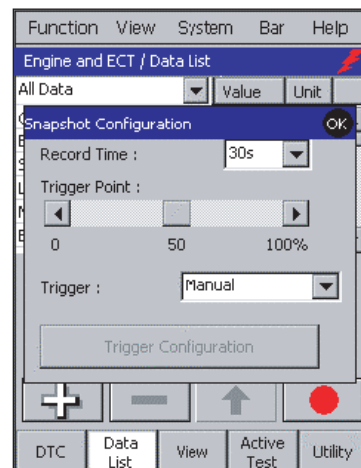 Function View System Bar Help
Engine and ECT / Data List
All Data Value Unit
Snapshot Configuration OK
Record Time : 30s
Trigger Point :
0 50 100%
Trigger : Manual
Trigger Configuration
DTC Data List View Active Test Utility